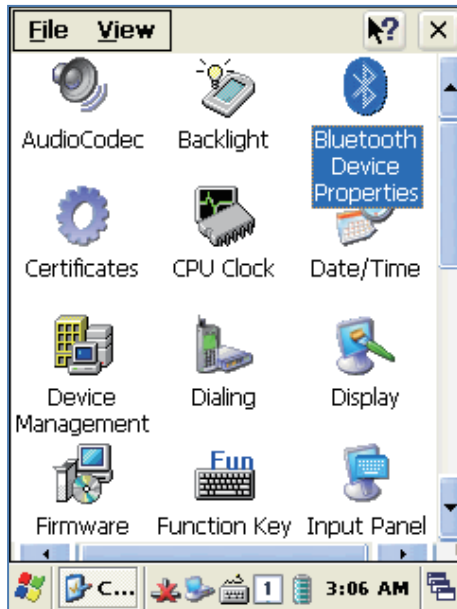 File View ?
AudioCodec Backlight Bluetooth
Device
Properties
Certificates CPU Clock Date/Time
Device Dialing Display
Management
Fun
Firmware Function Key Input Panel
C... 1 3:06 AM